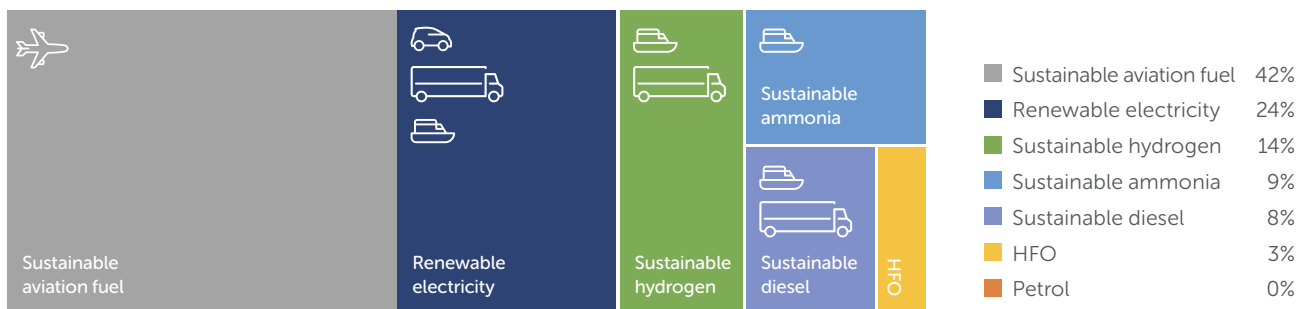 Sustainable
aviation fuel
Renewable
electricity
Sustainable
hydrogen
Sustainable
ammonia
Sustainable
diesel
HFO
Sustainable aviation fuel 42%
Renewable electricity 24%
Sustainable hydrogen 14%
Sustainable ammonia 9%
Sustainable diesel 8%
HFO 3%
Petrol 0%